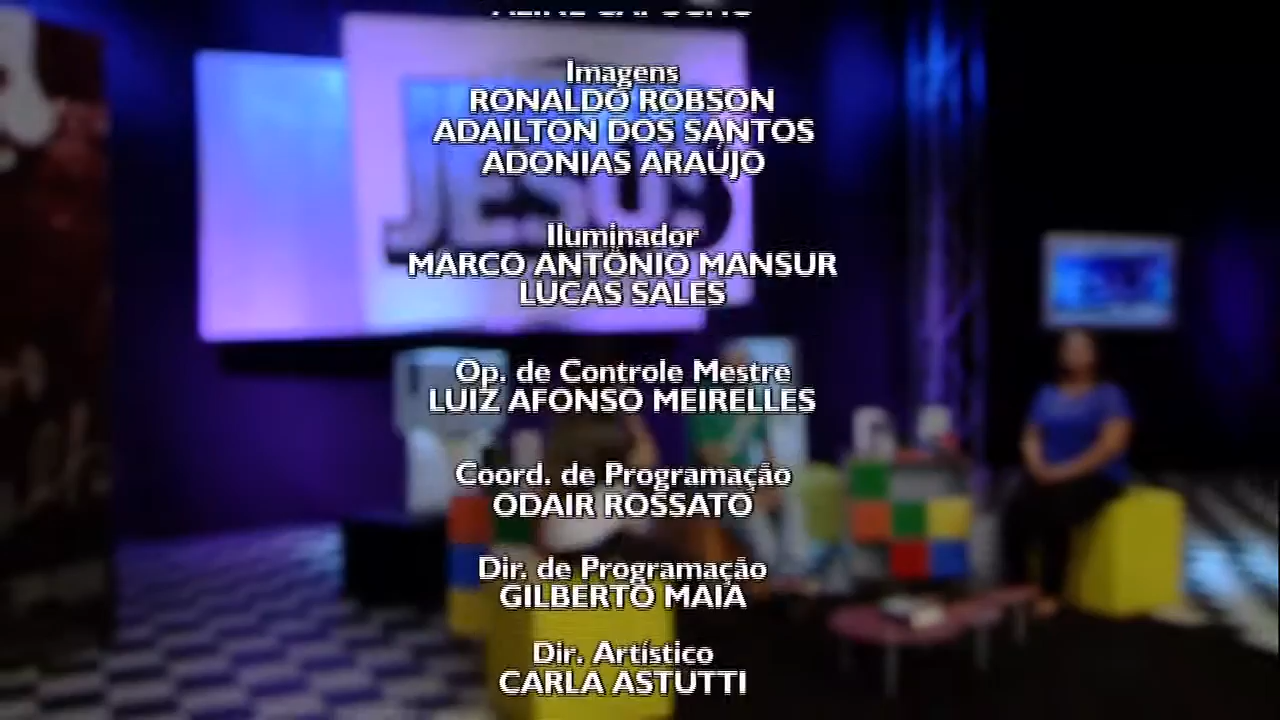 Imagens
RONALDO ROBSON
ADAILTON DOS SANTOS
ADONIAS ARAÚJO
Iluminador
MARCO ANTÔNIO MANSUR
LUCAS SALES
Op. de Controle Mestre
LUIZ AFONSO MEIRELLES
Coord. de Programação
ODAIR ROSSATO
Dir. de Programação
GILBERTO MAIA
Dir. Artístico
CARLA ASTUTTI
JESUS